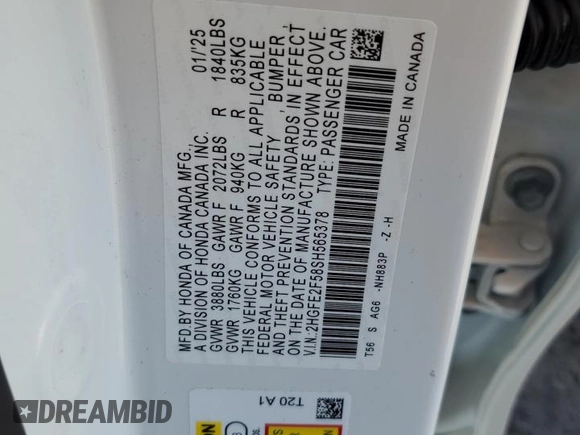 MFD.BY HONDA OF CANADA MFG., 01/'25
A DIVISION OF HONDA CANADA INC.
GVWR 3880LBS GAWR F 2072LBS R 1840LBS
GVWR 1760KG GAWR F 940KG R 835KG
THIS VEHICLE CONFORMS TO ALL APPLICABLE
FEDERAL MOTOR VEHICLE SAFETY , BUMPER ,
AND THEFT PREVENTION STANDARDS IN EFFECT
ON THE DATE OF MANUFACTURE SHOWN ABOVE.
V.I.N.:2HGFE2F58SH565378 TYPE: PASSENGER CAR
T56 S AG6 -NH883P -Z -H
MADE IN CANADA
T20 A1
DREAMBID